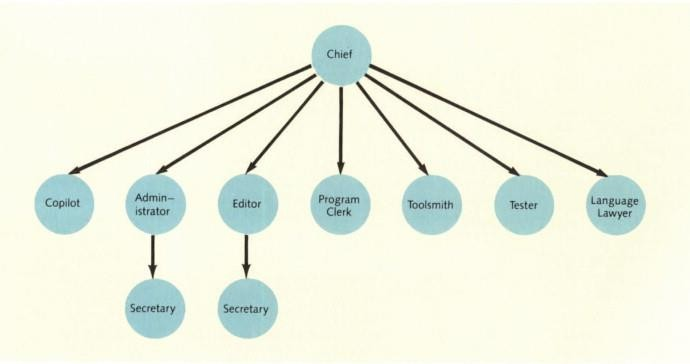 Chief
Copilot
Admin–
istrator
Editor
Program
Clerk
Toolsmith
Tester
Language
Lawyer
Secretary
Secretary